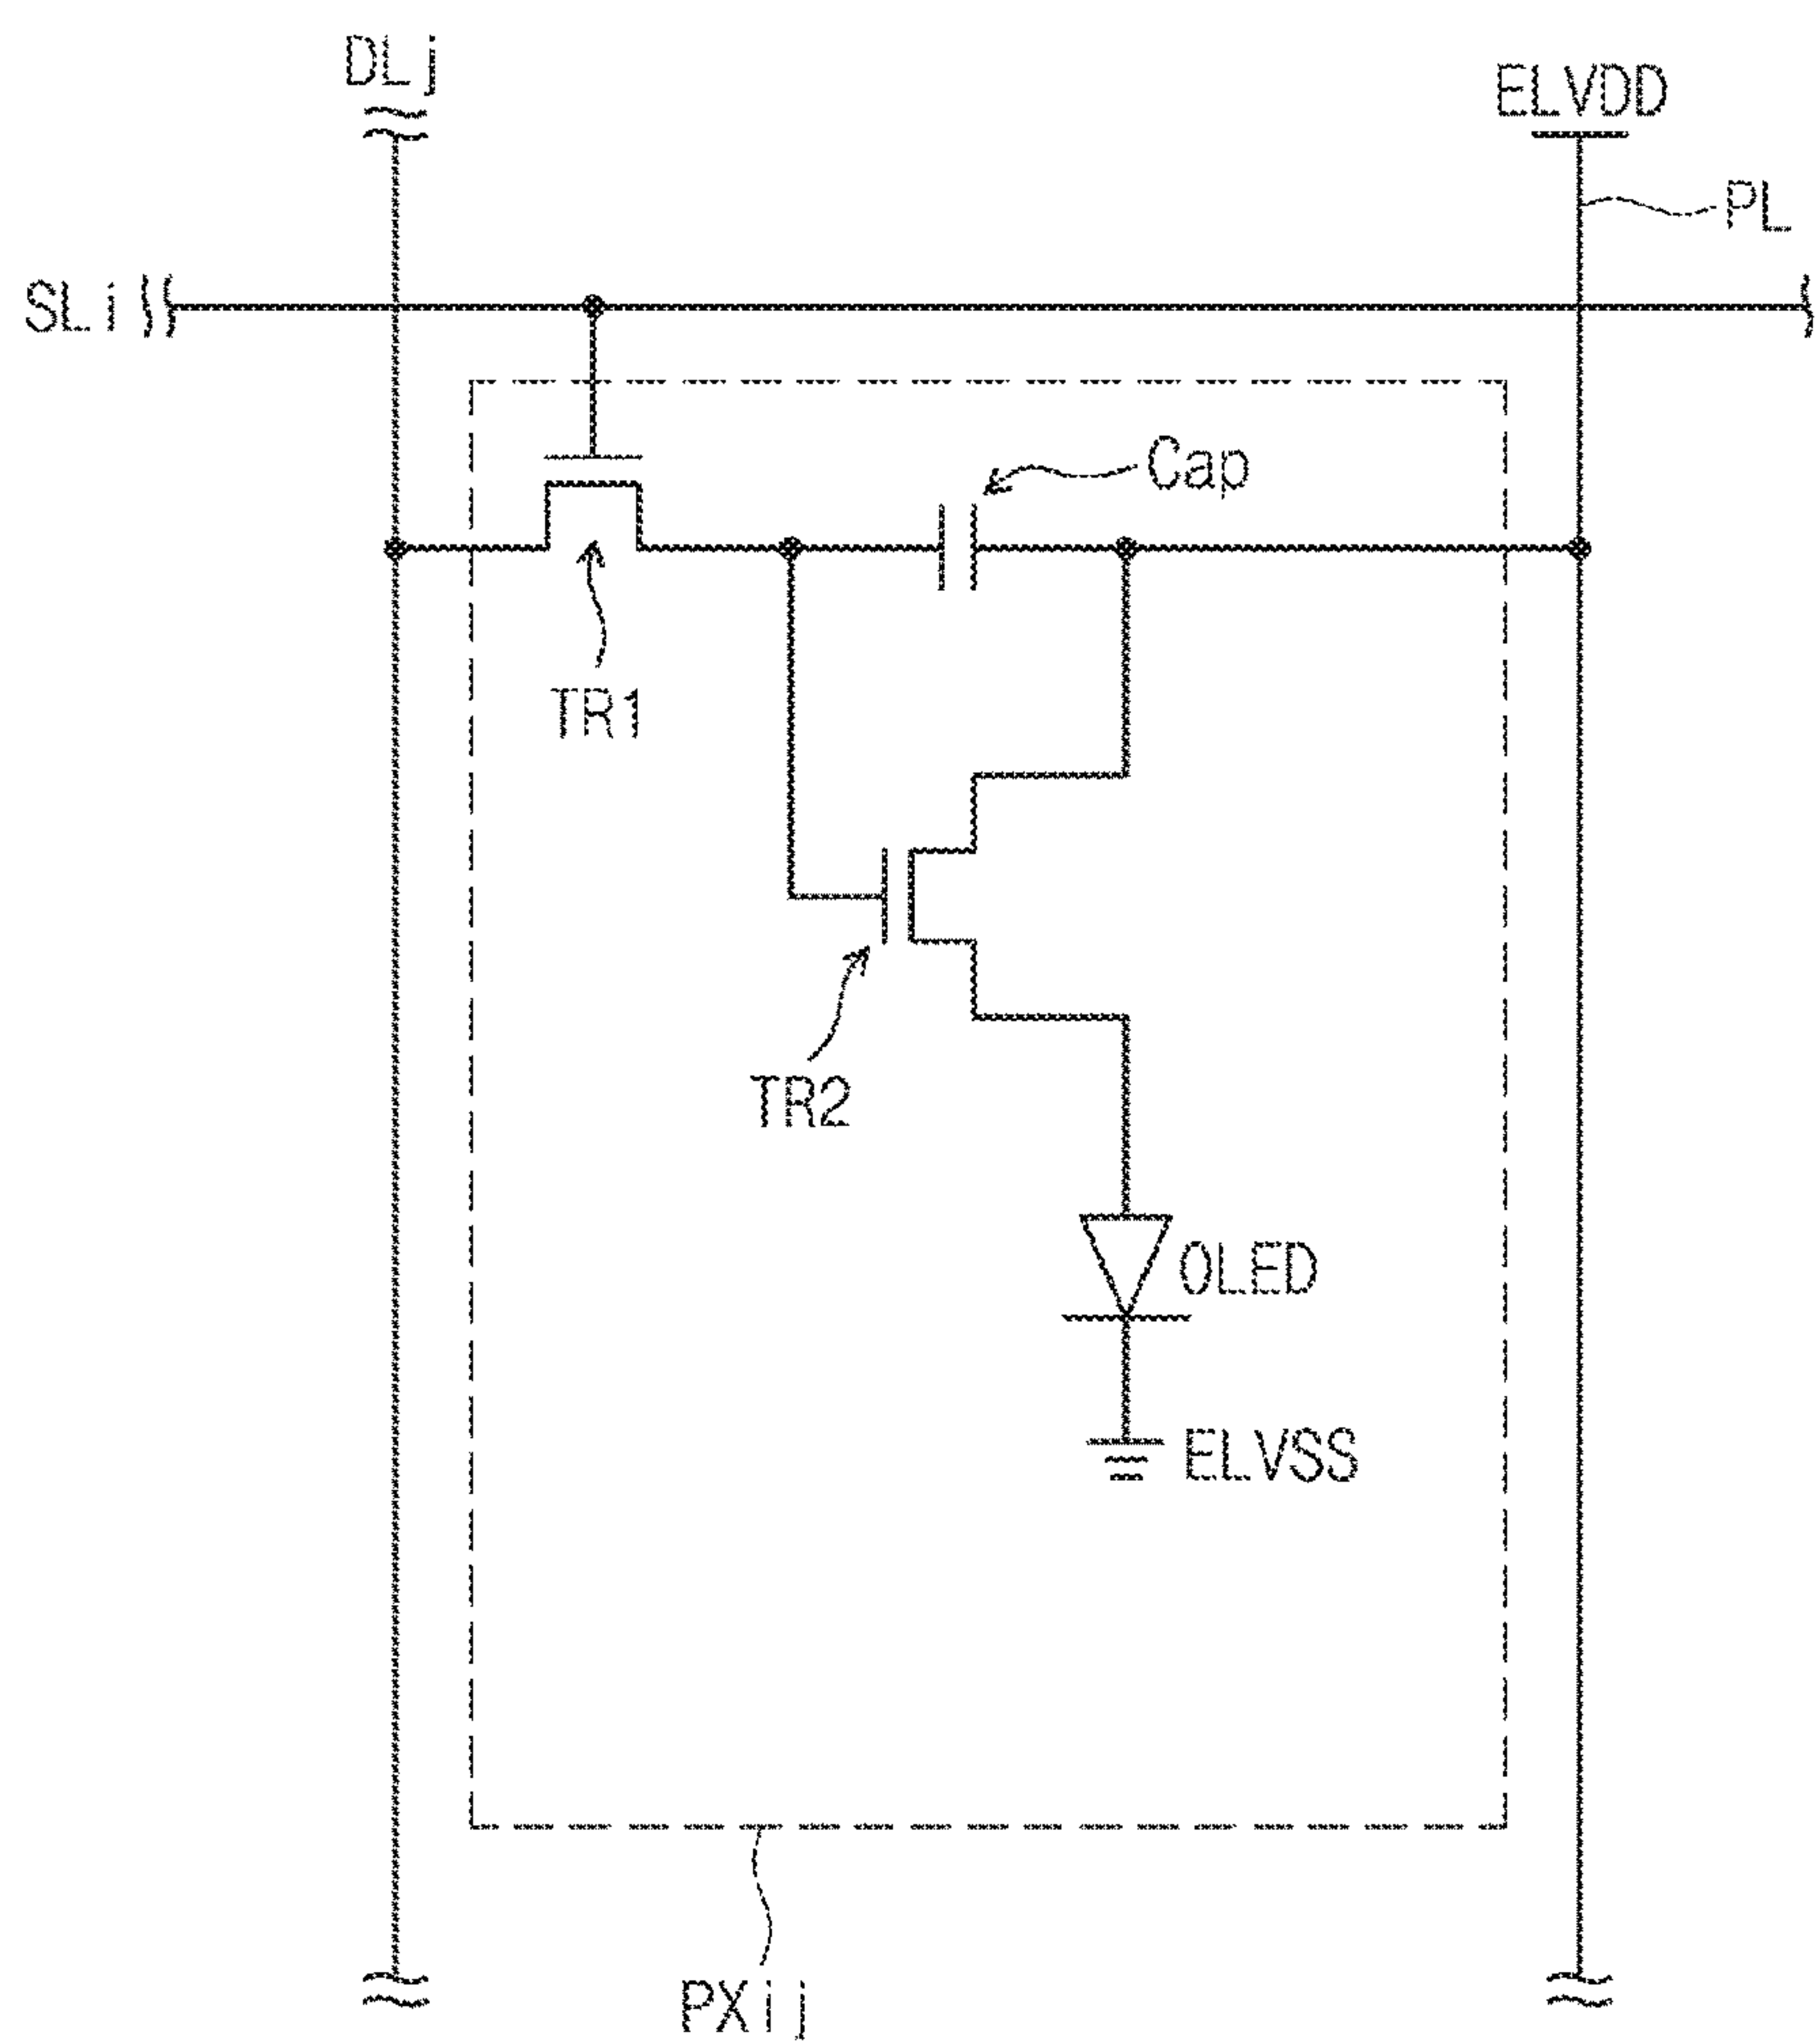 DLj
ELVDD
PL
SLi
Cap
TR1
TR2
OLED
ELVSS
PXij